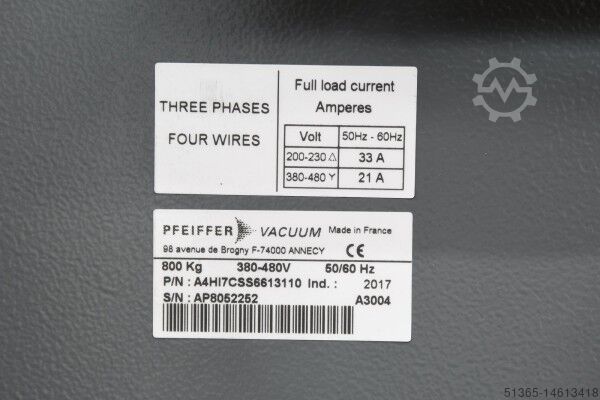 THREE PHASES
FOUR WIRES
Full load current
Amperes
Volt 50Hz - 60Hz
200-230 △ 33 A
380-480 Y 21 A
PFEIFFER VACUUM Made in France
98 avenue de Brogny F-74000 ANNECY CE
800 Kg 380-480V 50/60 Hz
P/N : A4HI7CSS6613110 Ind. : 2017
S/N : AP8052252 A3004
51365-14613418